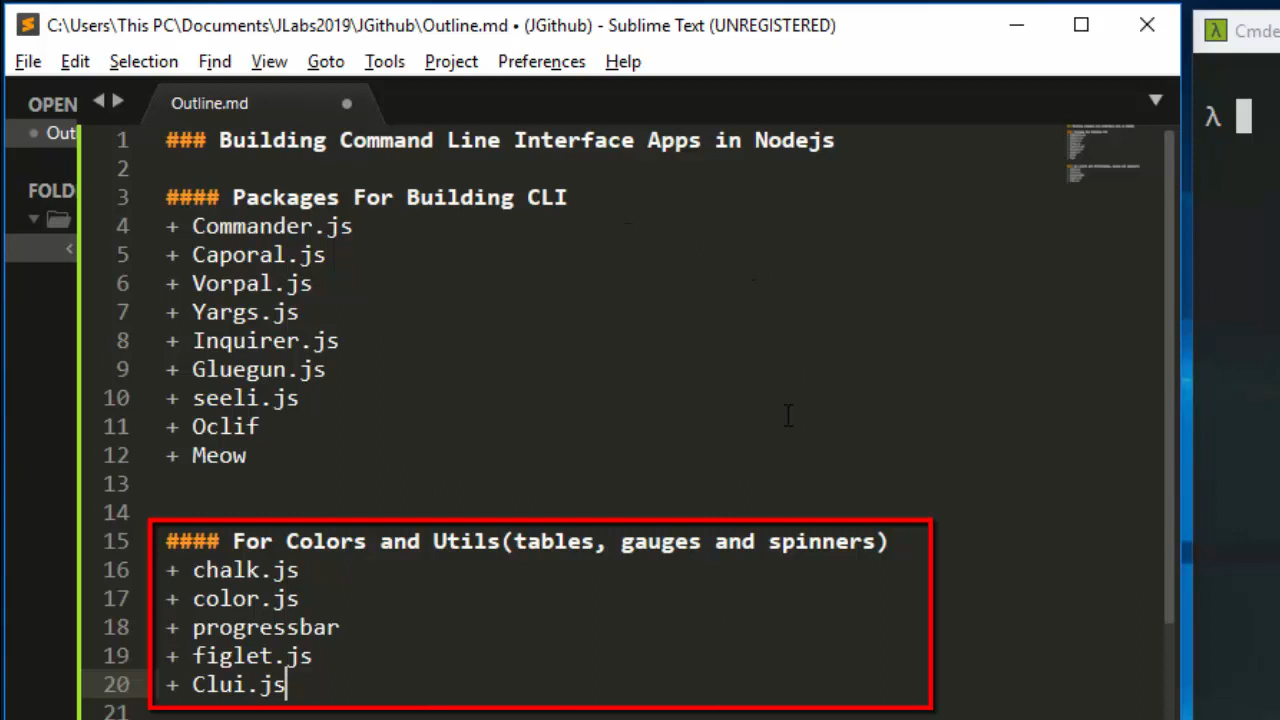 C:\Users\This PC\Documents\JLabs2019\JGithub\Outline.md • (JGithub) - Sublime Text (UNREGISTERED)
Cmde
File Edit Selection Find View Goto Tools Project Preferences Help
OPEN
Outline.md
Out
FOLD
λ
1 ### Building Command Line Interface Apps in Nodejs
2
3 #### Packages For Building CLI
4 + Commander.js
5 + Caporal.js
6 + Vorpal.js
7 + Yargs.js
8 + Inquirer.js
9 + Gluegun.js
10 + seeli.js
11 + Oclif
12 + Meow
13
14
15 #### For Colors and Utils(tables, gauges and spinners)
16 + chalk.js
17 + color.js
18 + progressbar
19 + figlet.js
20 + Clui.js
21